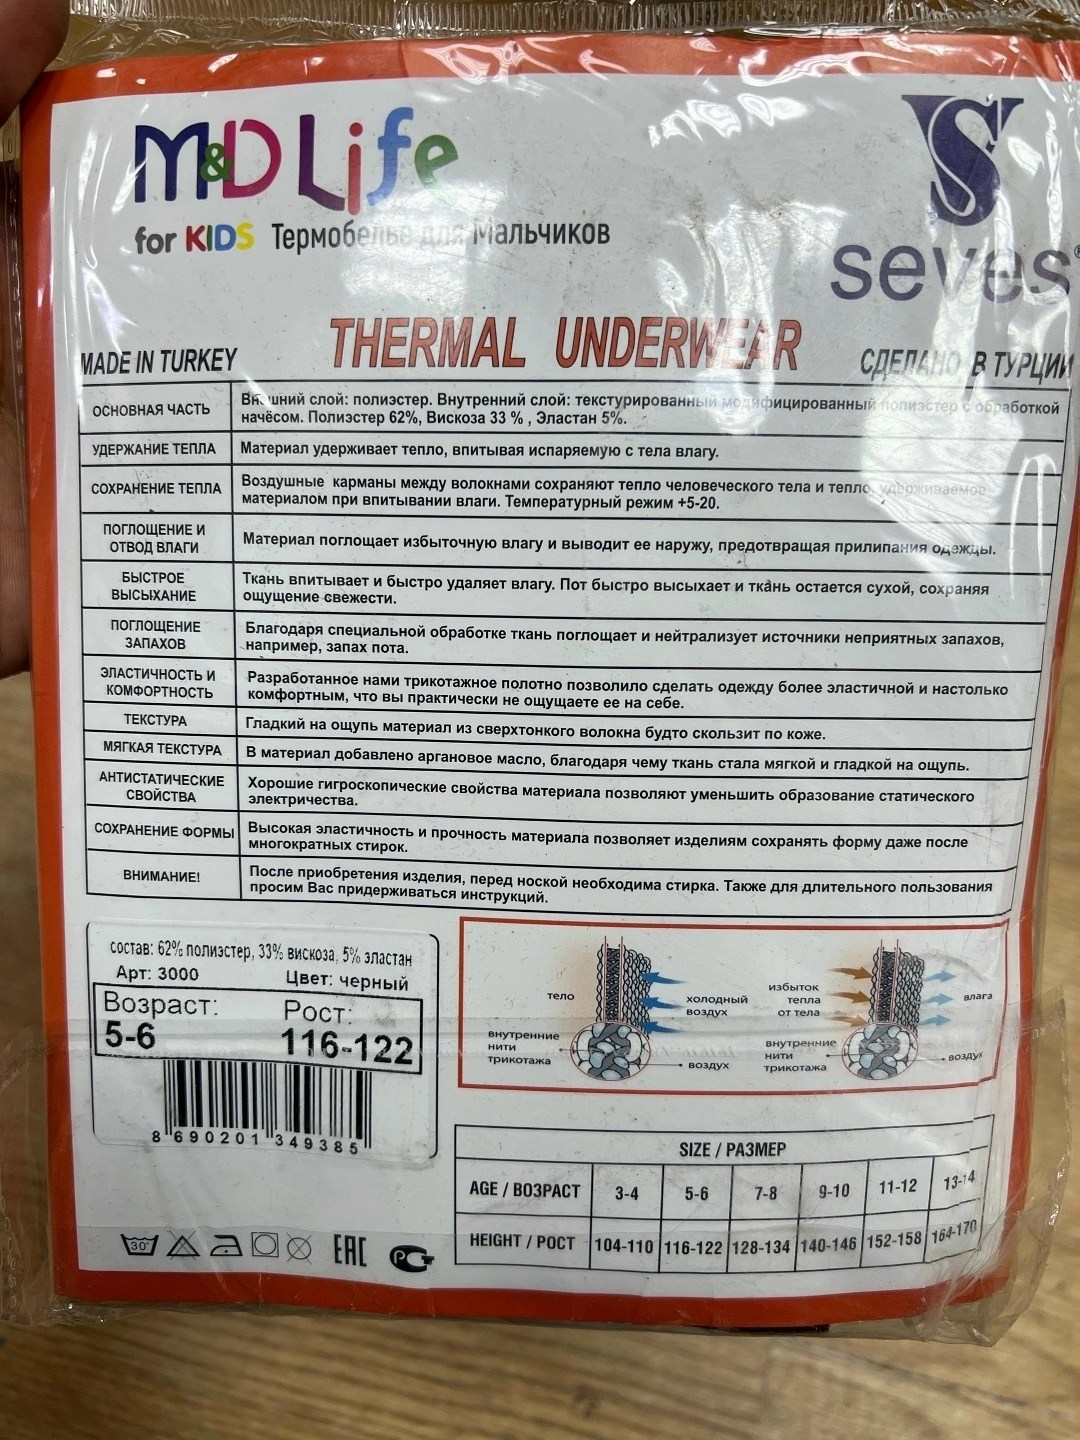 M&D Life
for KIDS Термобелье для Мальчиков
VS
seves
THERMAL UNDERWEAR
MADE IN TURKEY
СДЕЛАНО В ТУРЦИИ
ОСНОВНАЯ ЧАСТЬ
Внешний слой: полиэстер. Внутренний слой: текстурированный модифицированный полиэстер с обработкой
начёсом. Полиэстер 62%, Вискоза 33 % , Эластан 5%.
УДЕРЖАНИЕ ТЕПЛА
Материал удерживает тепло, впитывая испаряемую с тела влагу.
СОХРАНЕНИЕ ТЕПЛА
Воздушные карманы между волокнами сохраняют тепло человеческого тела и тепло, удерживаемое
материалом при впитывании влаги. Температурный режим +5-20.
ПОГЛОЩЕНИЕ И
ОТВОД ВЛАГИ
Материал поглощает избыточную влагу и выводит ее наружу, предотвращая прилипания одежды.
БЫСТРОЕ
ВЫСЫХАНИЕ
Ткань впитывает и быстро удаляет влагу. Пот быстро высыхает и ткань остается сухой, сохраняя
ощущение свежести.
ПОГЛОЩЕНИЕ
ЗАПАХОВ
Благодаря специальной обработке ткань поглощает и нейтрализует источники неприятных запахов,
например, запах пота.
ЭЛАСТИЧНОСТЬ И
КОМФОРТНОСТЬ
Разработанное нами трикотажное полотно позволило сделать одежду более эластичной и настолько
комфортным, что вы практически не ощущаете ее на себе.
ТЕКСТУРА
Гладкий на ощупь материал из сверхтонкого волокна будто скользит по коже.
МЯГКАЯ ТЕКСТУРА
В материал добавлено аргановое масло, благодаря чему ткань стала мягкой и гладкой на ощупь.
АНТИСТАТИЧЕСКИЕ
СВОЙСТВА
Хорошие гигроскопические свойства материала позволяют уменьшить образование статического
электричества.
СОХРАНЕНИЕ ФОРМЫ
Высокая эластичность и прочность материала позволяет изделиям сохранять форму даже после
многократных стирок.
ВНИМАНИЕ!
После приобретения изделия, перед ноской необходима стирка. Также для длительного пользования
просим Вас придерживаться инструкций.
состав: 62% полиэстер, 33% вискоза, 5% эластан
Арт: 3000 Цвет: черный
Возраст: Рост:
5-6 116-122
8 690201 349385
тело
холодный
воздух
внутренние
нити
трикотажа
воздух
избыток
тепла
от тела
влага
внутренние
нити
трикотажа
воздух
SIZE / РАЗМЕР
AGE / ВОЗРАСТ 3-4 5-6 7-8 9-10 11-12 13-14
HEIGHT / РОСТ 104-110 116-122 128-134 140-146 152-158 164-170
30° EAC РСТ